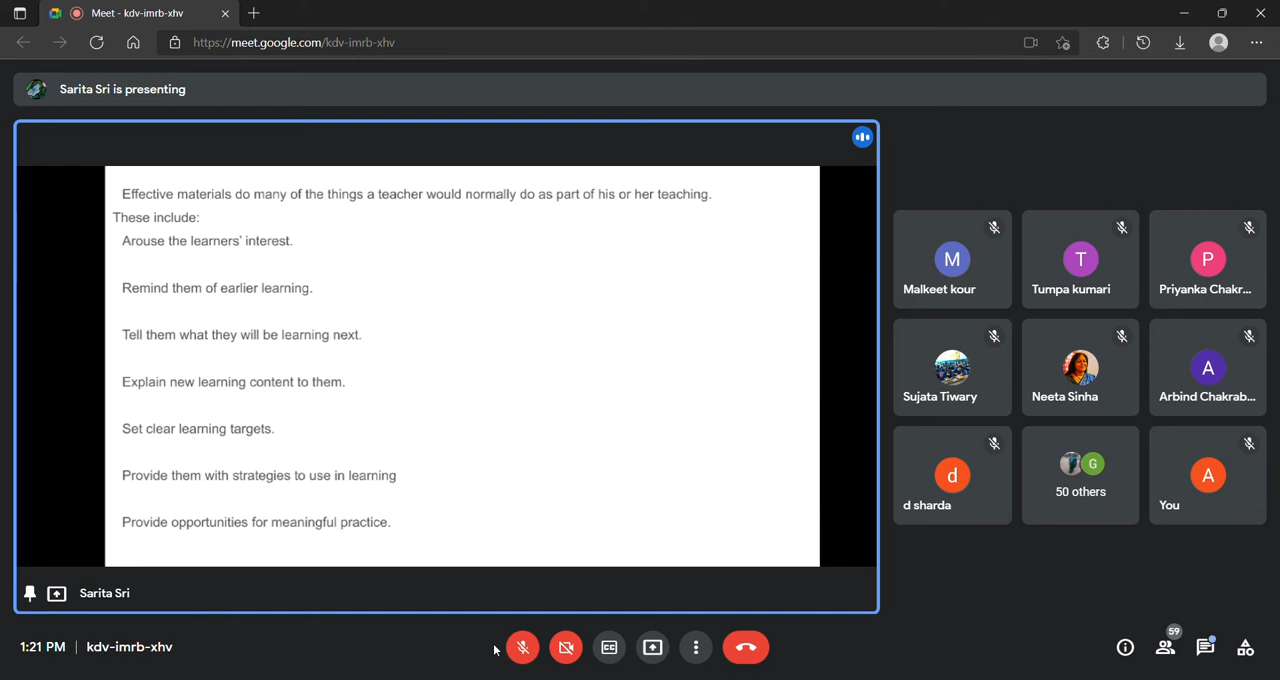 Meet - kdv-imrb-xhv
https://meet.google.com/kdv-imrb-xhv
Sarita Sri is presenting
Effective materials do many of the things a teacher would normally do as part of his or her teaching.
These include:
Arouse the learners' interest.
Remind them of earlier learning.
Tell them what they will be learning next.
Explain new learning content to them.
Set clear learning targets.
Provide them with strategies to use in learning
Provide opportunities for meaningful practice.
Sarita Sri
M
Malkeet kour
T
Tumpa kumari
P
Priyanka Chakr...
Sujata Tiwary
Neeta Sinha
A
Arbind Chakrab...
d
d sharda
G
50 others
A
You
1:21 PM | kdv-imrb-xhv
CC
59